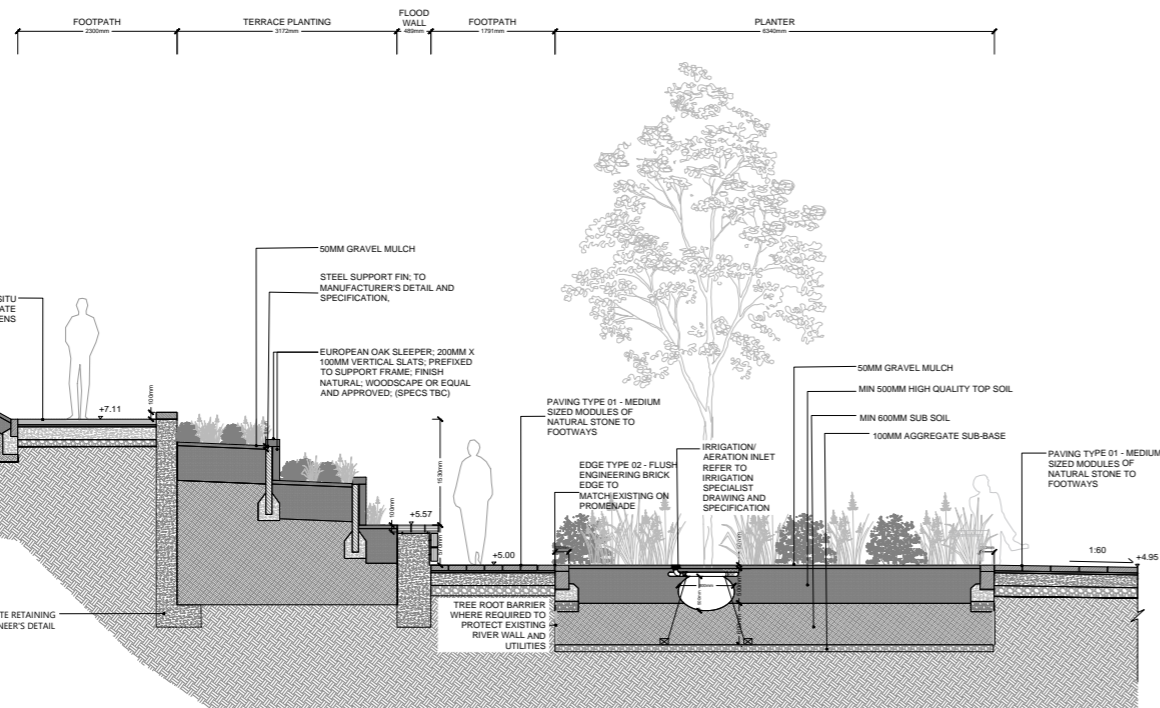 FOOTPATH
2300mm
TERRACE PLANTING
3172mm
FLOOD
WALL
489mm
FOOTPATH
1791mm
PLANTER
6340mm
50MM GRAVEL MULCH
STEEL SUPPORT FIN; TO
MANUFACTURER'S DETAIL AND
SPECIFICATION,
SITU
ATE
ENS
EUROPEAN OAK SLEEPER; 200MM X
100MM VERTICAL SLATS; PREFIXED
TO SUPPORT FRAME; FINISH
NATURAL; WOODSCAPE OR EQUAL
AND APPROVED; (SPECS TBC)
100mm
+7.11
1530mm
100mm
+5.57
570mm
+5.00
PAVING TYPE 01 - MEDIUM
SIZED MODULES OF
NATURAL STONE TO
FOOTWAYS
EDGE TYPE 02 - FLUSH
ENGINEERING BRICK
EDGE TO
MATCH EXISTING ON
PROMENADE
IRRIGATION/
AERATION INLET
REFER TO
IRRIGATION
SPECIALIST
DRAWING AND
SPECIFICATION
50MM GRAVEL MULCH
MIN 500MM HIGH QUALITY TOP SOIL
MIN 600MM SUB SOIL
100MM AGGREGATE SUB-BASE
PAVING TYPE 01 - MEDIUM
SIZED MODULES OF
NATURAL STONE TO
FOOTWAYS
1:60
+4.95
TE RETAINING
NEER'S DETAIL
TREE ROOT BARRIER
WHERE REQUIRED TO
PROTECT EXISTING
RIVER WALL AND
UTILITIES